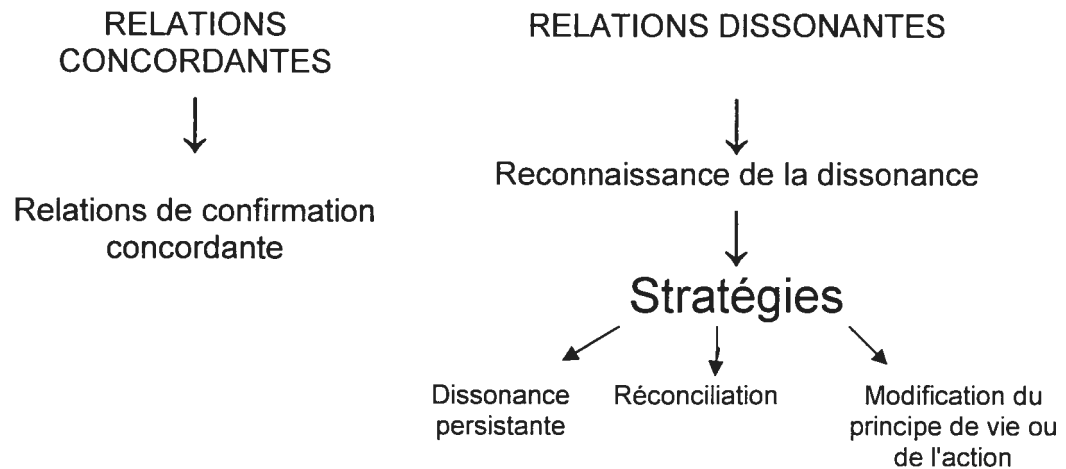 RELATIONS
CONCORDANTES
Relations de confirmation
concordante
RELATIONS DISSONANTES
Reconnaissance de la dissonance
Stratégies
Dissonance
persistante
Réconciliation
Modification du
principe de vie ou
de l'action